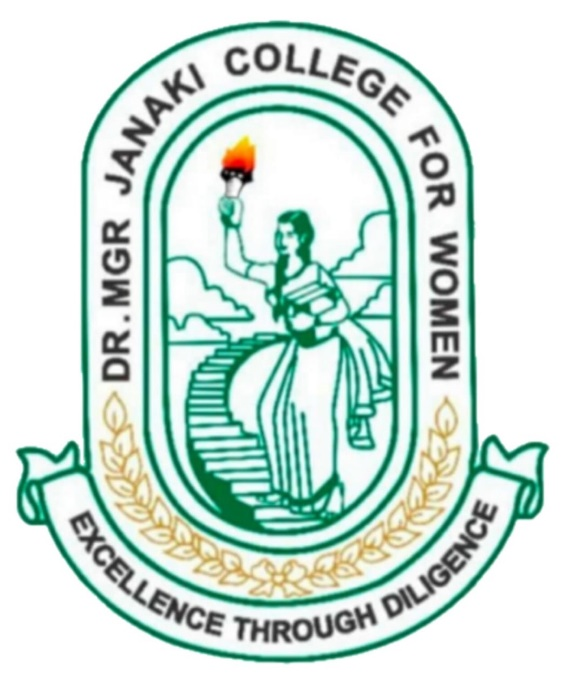 DR. MGR JANAKI COLLEGE FOR WOMEN
EXCELLENCE THROUGH DILIGENCE